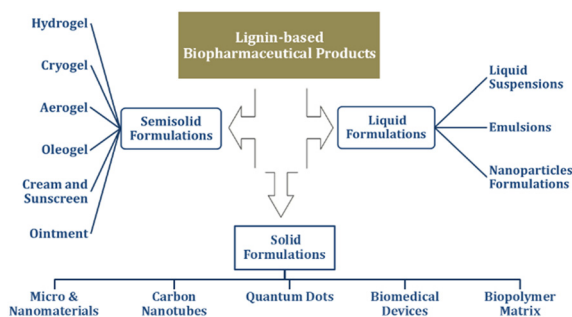 Lignin-based
Biopharmaceutical Products
Hydrogel
Cryogel
Aerogel
Oleogel
Cream and
Sunscreen
Ointment
Semisolid
Formulations
Liquid
Formulations
Liquid
Suspensions
Emulsions
Nanoparticles
Formulations
Solid
Formulations
Micro &
Nanomaterials
Carbon
Nanotubes
Quantum Dots
Biomedical
Devices
Biopolymer
Matrix